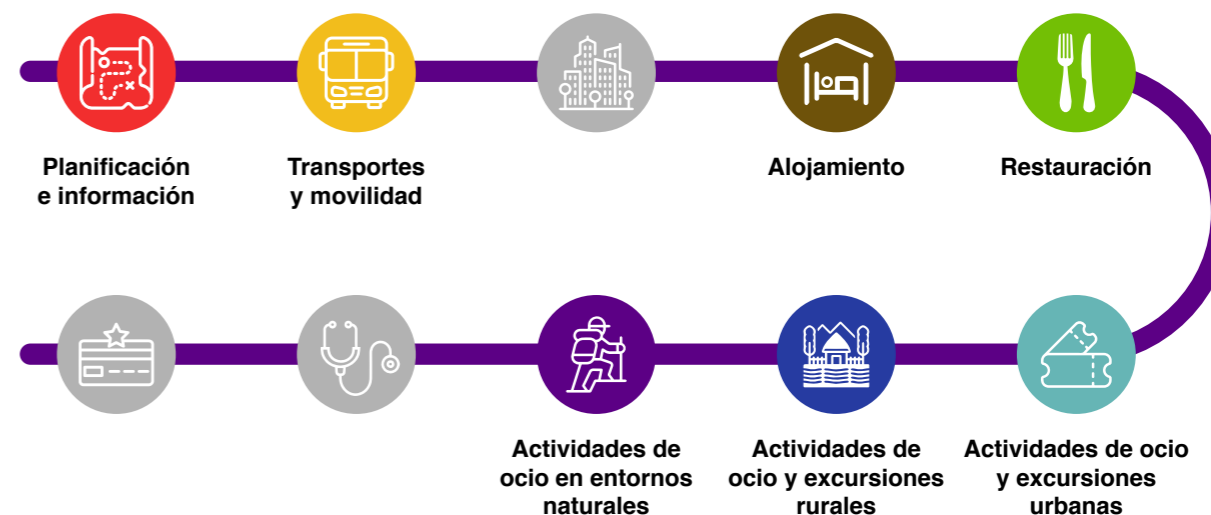 Planificación
e información
Transportes
y movilidad
Alojamiento
Restauración
Actividades de
ocio en entornos
naturales
Actividades de
ocio y excursiones
rurales
Actividades de ocio
y excursiones
urbanas